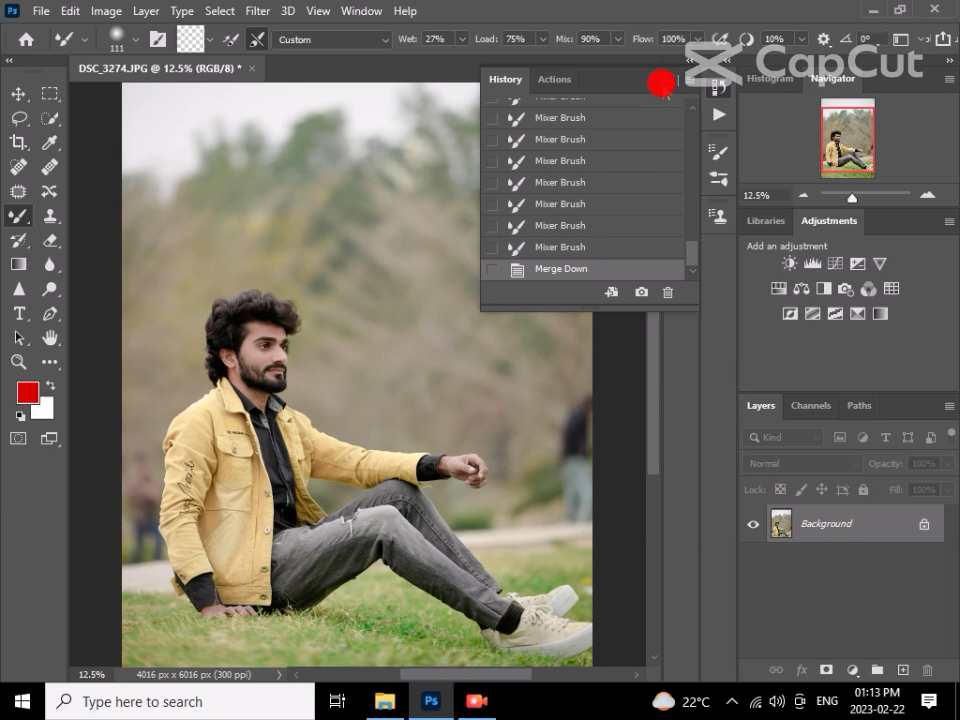 Ps File Edit Image Layer Type Select Filter 3D View Window Help
111 Custom Wet: 27% Load: 75% Mix: 90% Flow: 100% 10% 0°
CapCut
DSC_3274.JPG @ 12.5% (RGB/8) *
History Actions
Histogram Navigator
Mixer Brush
Mixer Brush
Mixer Brush
Mixer Brush
Mixer Brush
Mixer Brush
Mixer Brush
Mixer Brush
Merge Down
12.5%
Libraries Adjustments
Add an adjustment
Layers Channels Paths
Kind
Normal Opacity: 100%
Lock: Fill: 100%
Background
12.5% 4016 px x 6016 px (300 ppi)
Type here to search
Ps
22°C
ENG
01:13 PM
2023-02-22